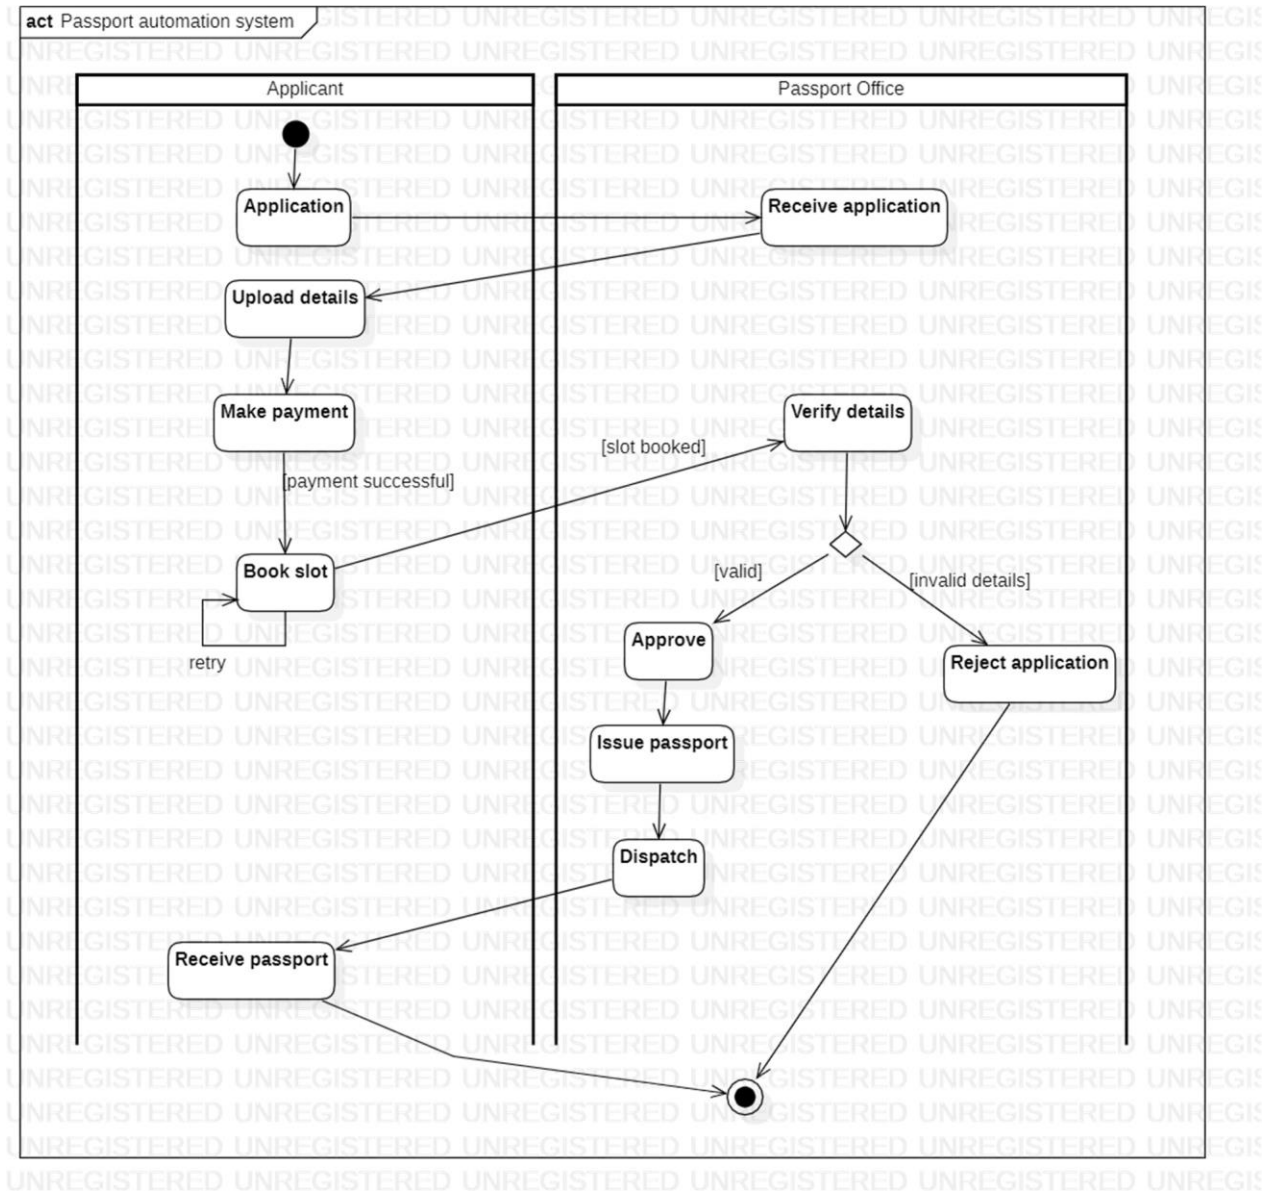 act Passport automation system
Applicant
Passport Office
Application
Receive application
Upload details
Make payment
Verify details
[slot booked]
[payment successful]
Book slot
[valid]
[invalid details]
retry
Approve
Reject application
Issue passport
Dispatch
Receive passport
UNREGISTERED